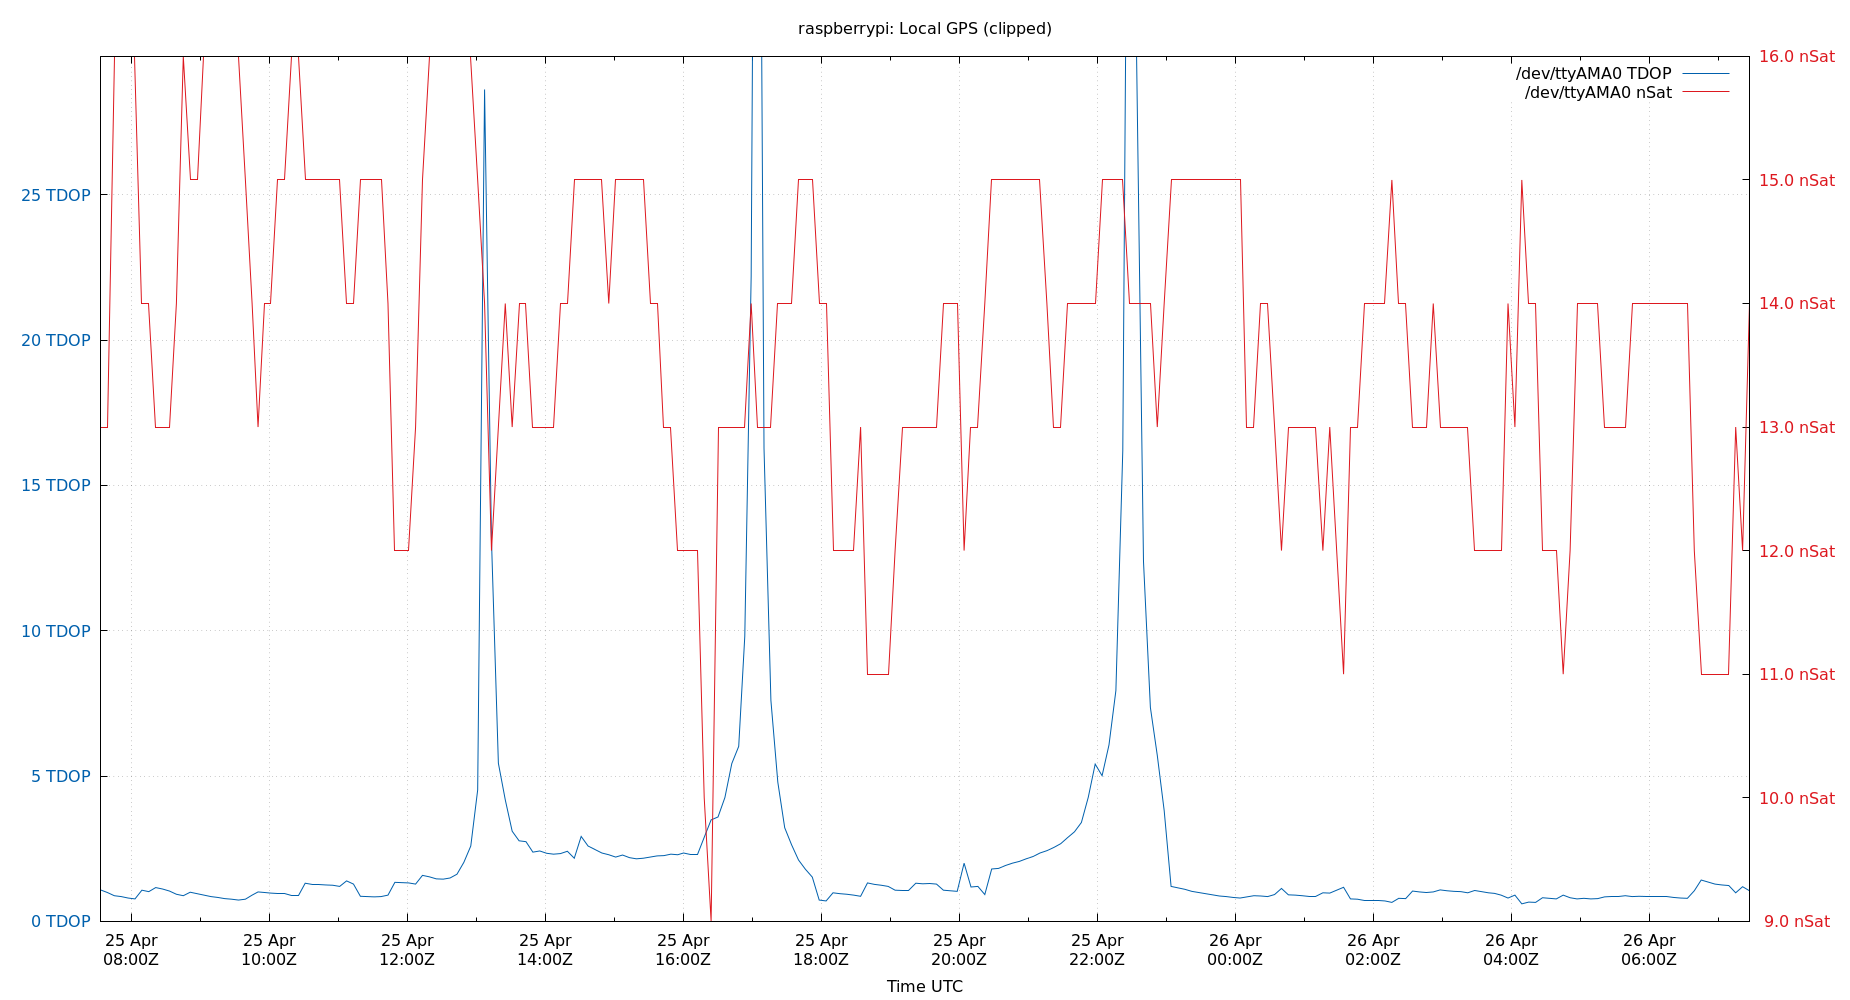 raspberrypi: Local GPS (clipped)
/dev/ttyAMA0 TDOP
/dev/ttyAMA0 nSat
25 TDOP
20 TDOP
15 TDOP
10 TDOP
5 TDOP
0 TDOP
16.0 nSat
15.0 nSat
14.0 nSat
13.0 nSat
12.0 nSat
11.0 nSat
10.0 nSat
9.0 nSat
25 Apr
08:00Z
25 Apr
10:00Z
25 Apr
12:00Z
25 Apr
14:00Z
25 Apr
16:00Z
25 Apr
18:00Z
25 Apr
20:00Z
25 Apr
22:00Z
26 Apr
00:00Z
26 Apr
02:00Z
26 Apr
04:00Z
26 Apr
06:00Z
Time UTC